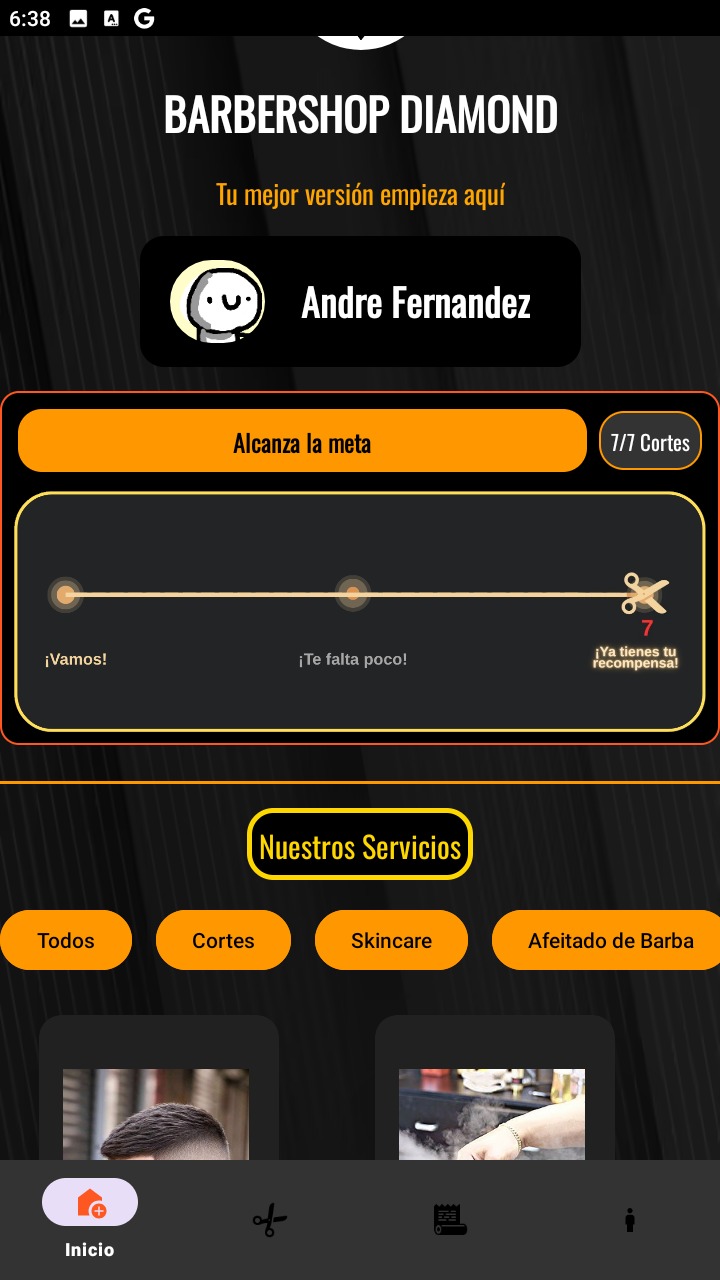 6:38
BARBERSHOP DIAMOND
Tu mejor versión empieza aquí
Andre Fernandez
Alcanza la meta
7/7 Cortes
7
¡Vamos!
¡Te falta poco!
¡Ya tienes tu
recompensa!
Nuestros Servicios
Todos
Cortes
Skincare
Afeitado de Barba
Inicio